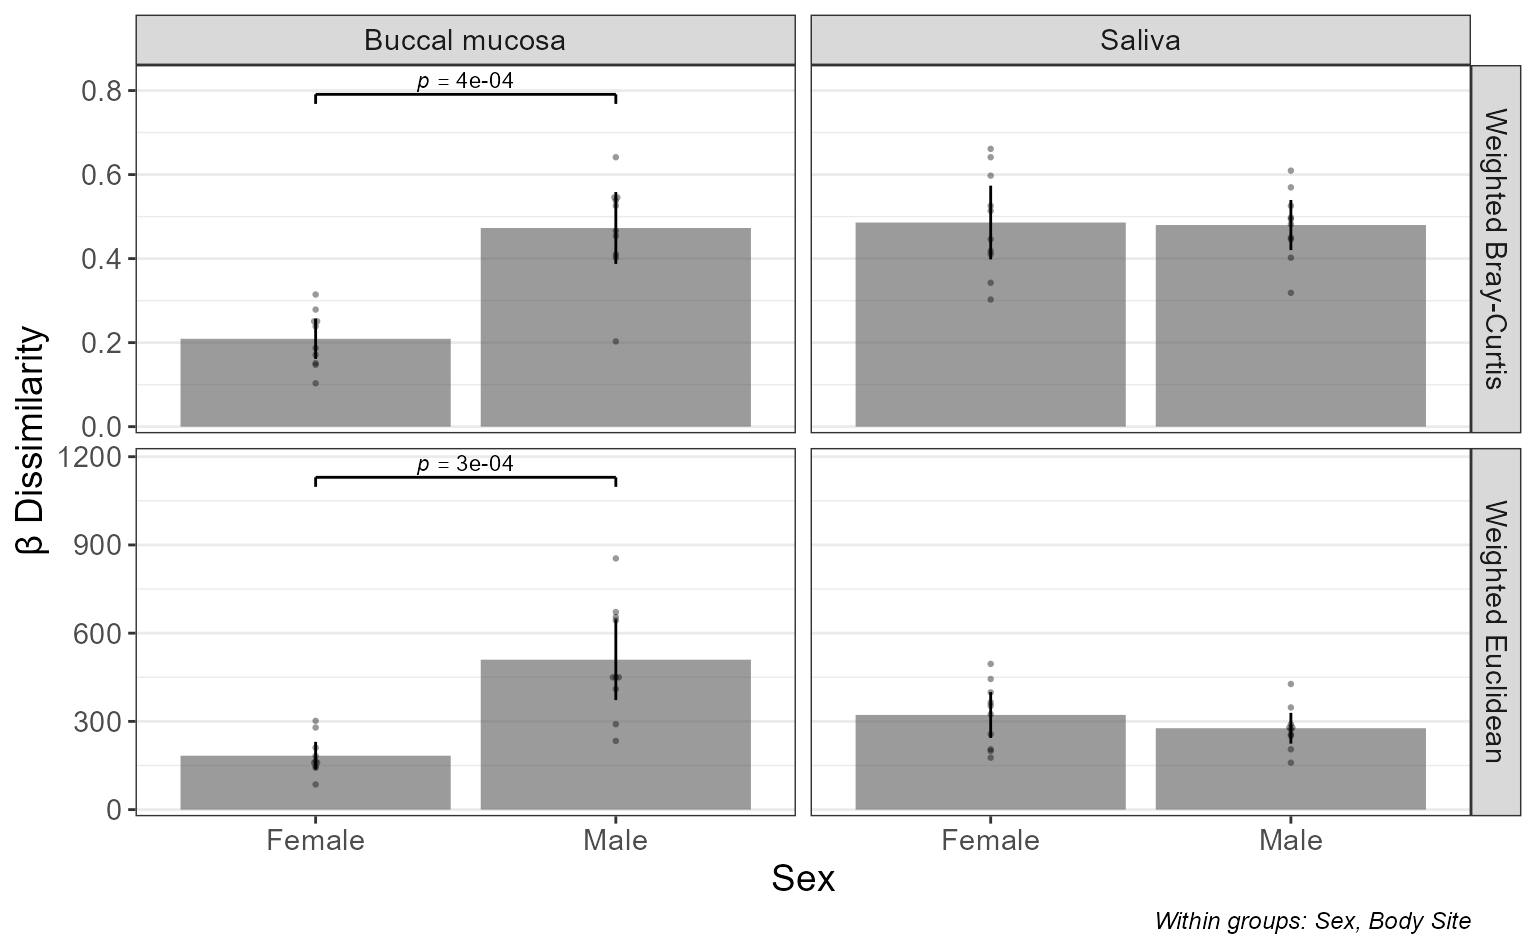 Buccal mucosa
Saliva
p = 4e-04
0.8
0.6
0.4
0.2
0.0
Weighted Bray-Curtis
β Dissimilarity
p = 3e-04
1200
900
600
300
0
Weighted Euclidean
Female
Male
Female
Male
Sex
Within groups: Sex, Body Site